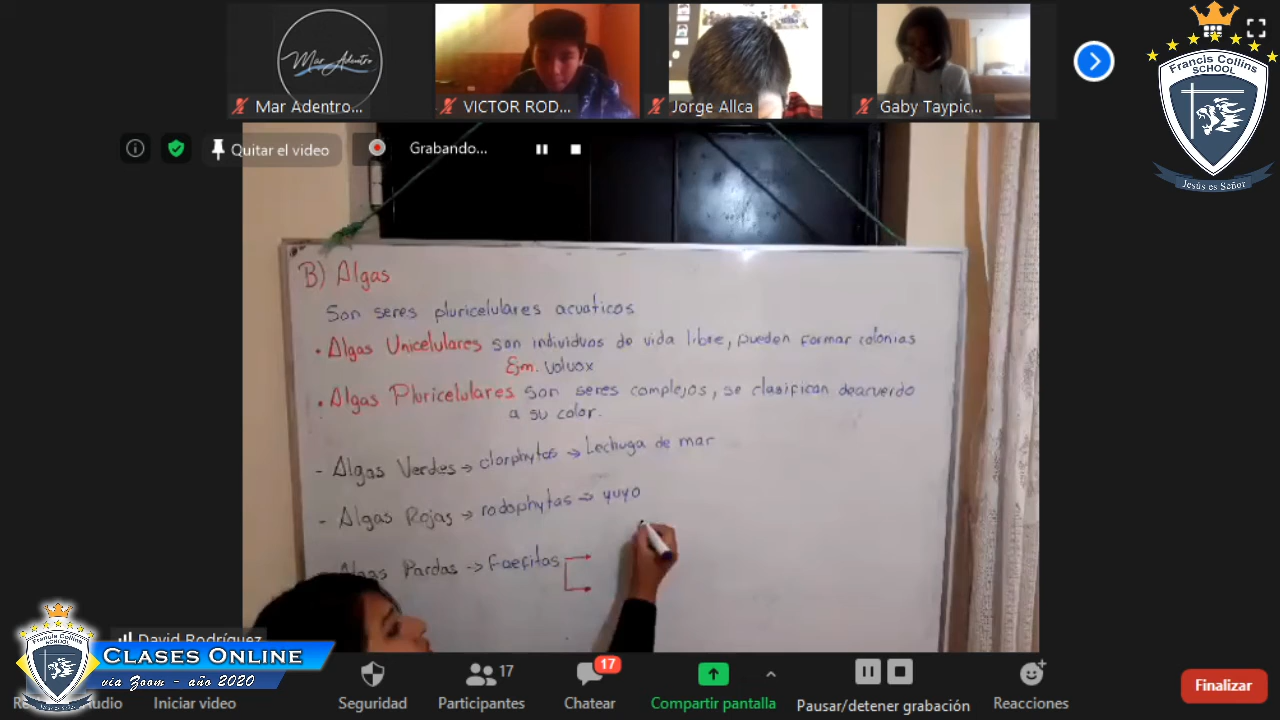 Mar Adentro
Mar Adentro...
VICTOR ROD...
Jorge Allca
Gaby Taypic...
Francis Collins
SCHOOL
Jesús es Señor
Quitar el video
Grabando...
B) Algas
Son seres pluricelulares acuaticos
• Algas Unicelulares son individuos de vida libre, pueden formar colonias
Ejm. Volvox
• Algas Pluricelulares son seres complejos, se clasifican deacuerdo
a su color.
- Algas Verdes → clorphytas → Lechuga de mar
- Algas Rojas → rodophytas → yuyo
Algas Pardas → Faefitas
David Rodríguez
CLASES ONLINE
vía Zoom - año 2020
Iniciar video
Seguridad
17
Participantes
17
Chatear
Compartir pantalla
Pausar/detener grabación
Reacciones
Finalizar